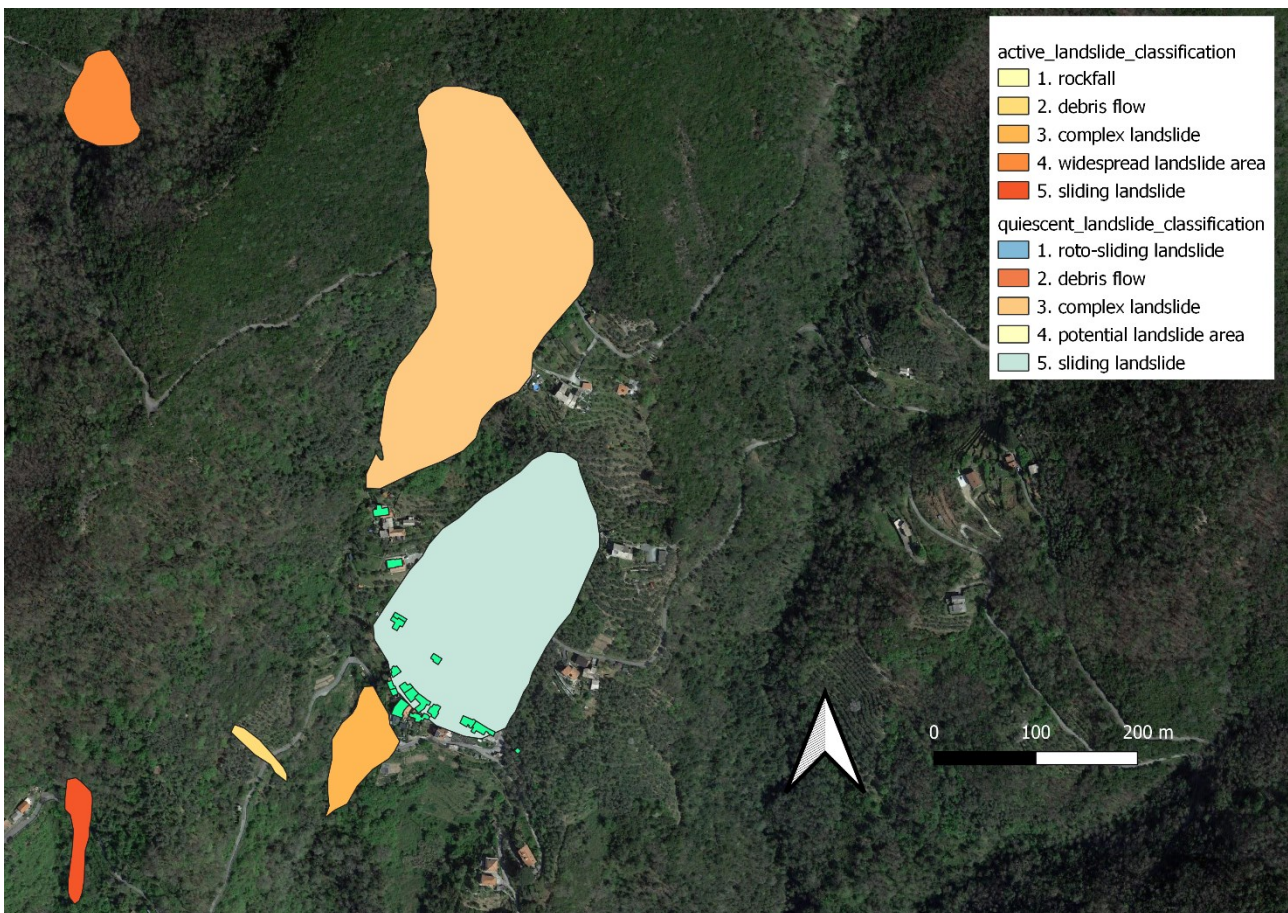 active_landslide_classification
1. rockfall
2. debris flow
3. complex landslide
4. widespread landslide area
5. sliding landslide
quiescent_landslide_classification
1. roto-sliding landslide
2. debris flow
3. complex landslide
4. potential landslide area
5. sliding landslide
0 100 200 m